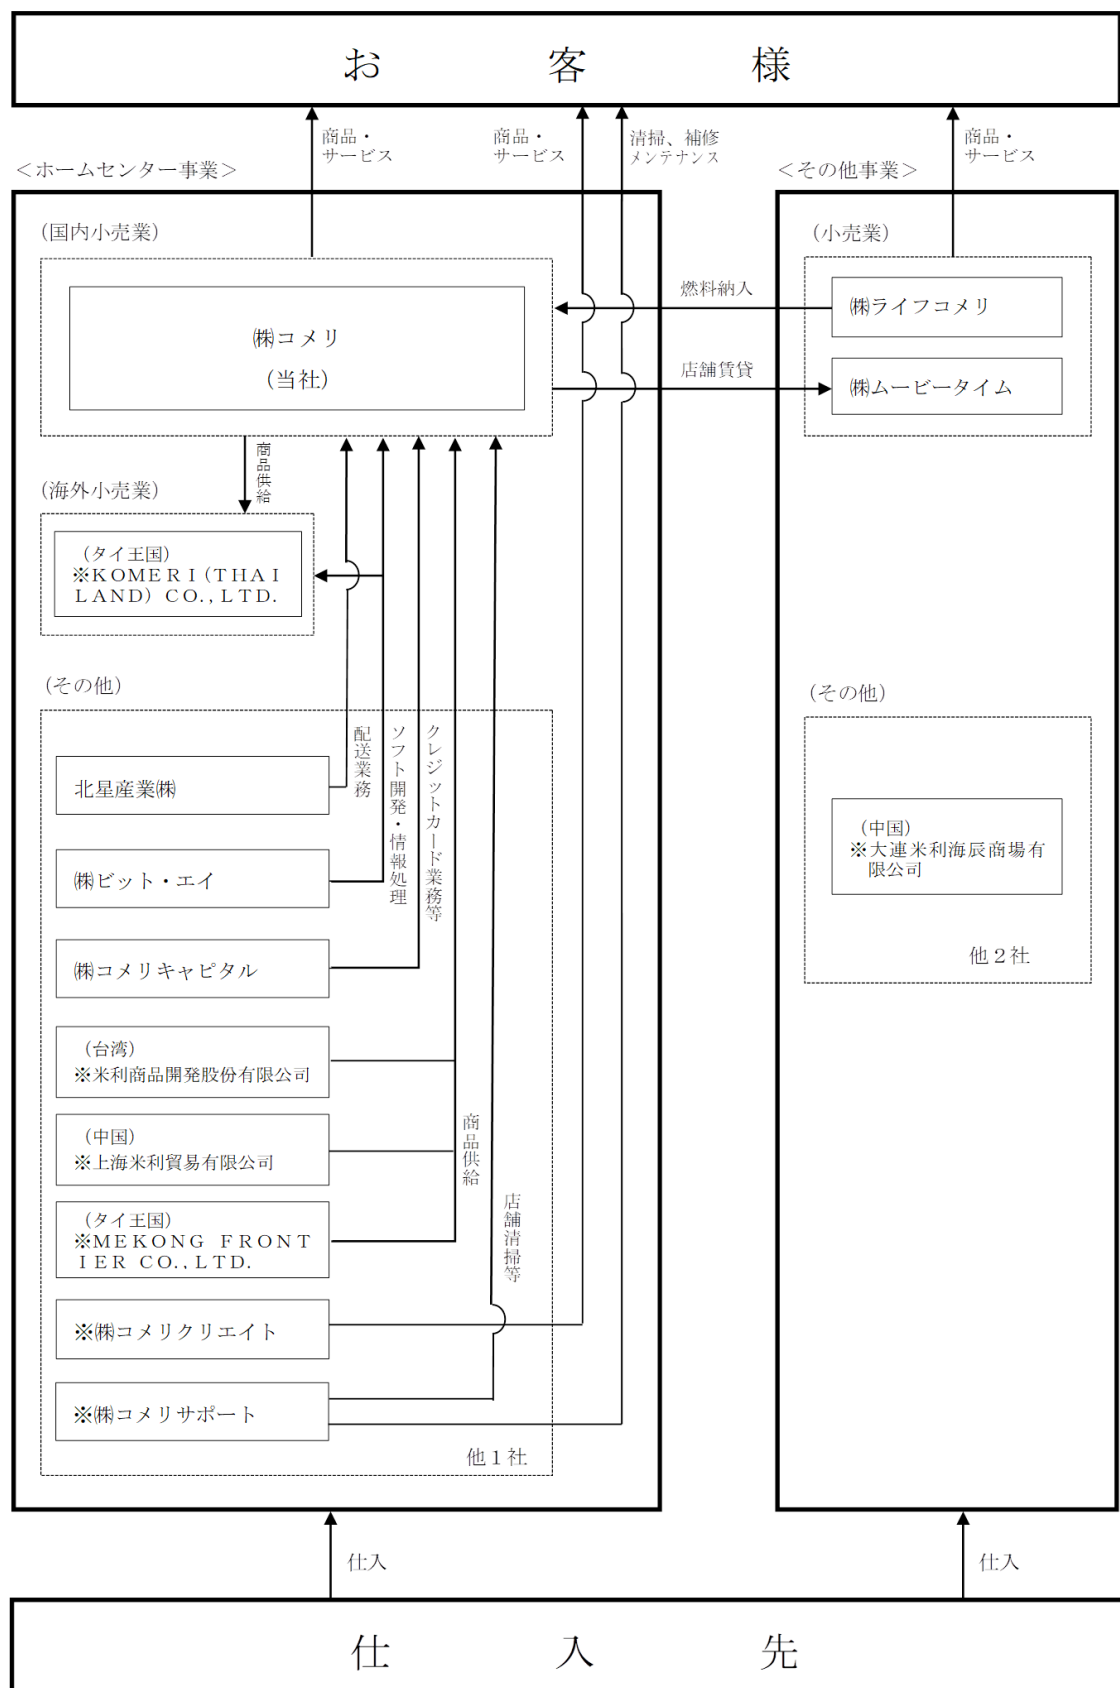 お客様
商品・
サービス
商品・
サービス
清掃、補修
メンテナンス
商品・
サービス
＜ホームセンター事業＞
＜その他事業＞
（国内小売業）
㈱コメリ
（当社）
（小売業）
㈱ライフコメリ
㈱ムービータイム
燃料納入
店舗賃貸
商品供給
（海外小売業）
（タイ王国）
※ＫＯＭＥＲＩ（ＴＨＡＩ
ＬＡＮＤ）ＣＯ．，ＬＴＤ．
（その他）
配送業務
ソフト開発・情報処理
クレジットカード業務等
北星産業㈱
㈱ビット・エイ
㈱コメリキャピタル
（台湾）
※米利商品開発股份有限公司
（中国）
※上海米利貿易有限公司
商品供給
（タイ王国）
※ＭＥＫＯＮＧ ＦＲＯＮＴ
ＩＥＲ ＣＯ．，ＬＴＤ．
店舗清掃等
※㈱コメリクリエイト
※㈱コメリサポート
他１社
（その他）
（中国）
※大連米利海辰商場有
限公司
他２社
仕入
仕入
仕入先